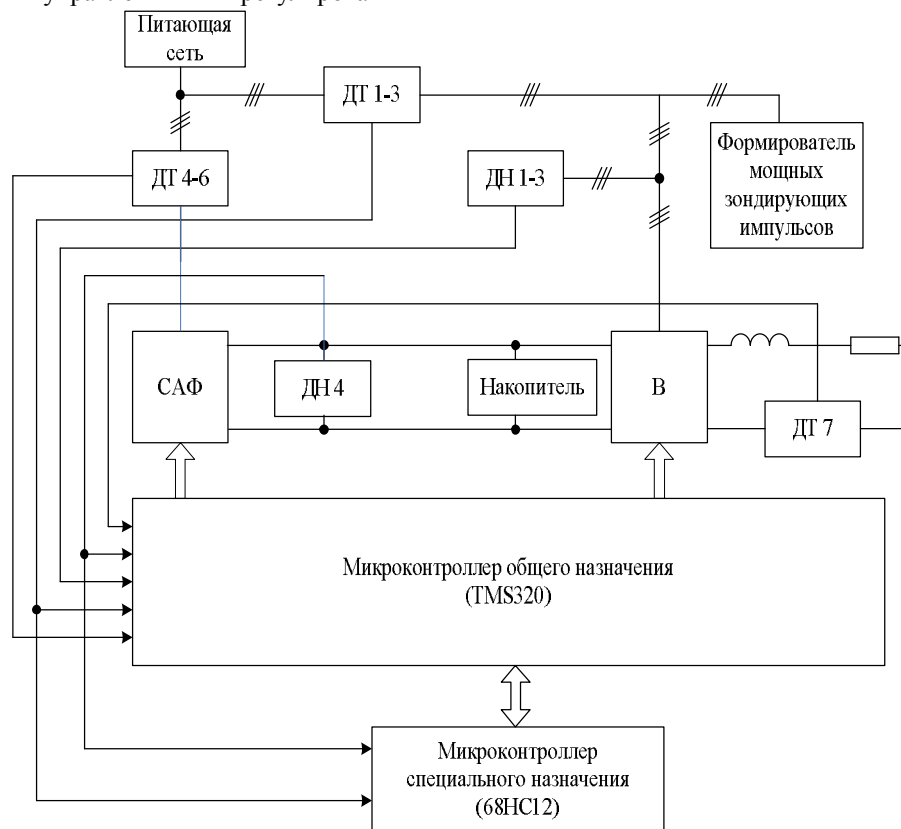 Питающая
сеть
ДТ 1-3
ДТ 4-6
ДН 1-3
Формирователь
мощных
зондирующих
импульсов
САФ
ДН 4
Накопитель
В
ДТ 7
Микроконтроллер общего назначения
(TMS320)
Микроконтроллер
специального назначения
(68HC12)